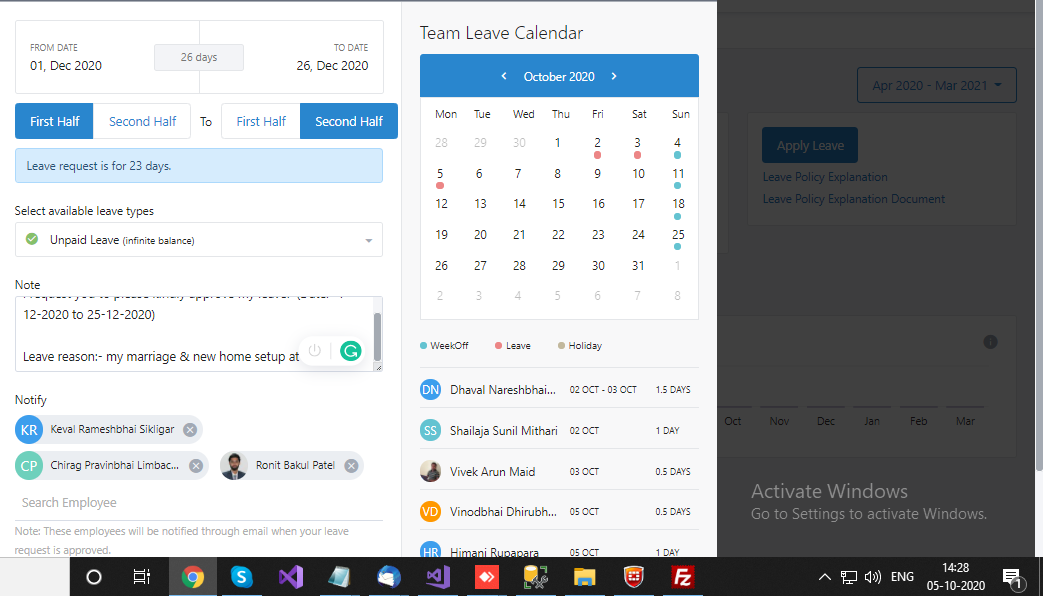 FROM DATE
TO DATE
01, Dec 2020
26 days
26, Dec 2020
First Half
Second Half
To
First Half
Second Half
Leave request is for 23 days.
Select available leave types
Unpaid Leave (infinite balance)
Note
12-2020 to 25-12-2020)
Leave reason:- my marriage & new home setup at
Notify
KR
Keval Rameshbhai Sikligar
CP
Chirag Pravinbhai Limbac...
Ronit Bakul Patel
Search Employee
Note: These employees will be notified through email when your leave
request is approved.
Team Leave Calendar
October 2020
Mon Tue Wed Thu Fri Sat Sun
28 29 30 1 2 3 4
5 6 7 8 9 10 11
12 13 14 15 16 17 18
19 20 21 22 23 24 25
26 27 28 29 30 31 1
2 3 4 5 6 7 8
WeekOff
Leave
Holiday
DN Dhaval Nareshbhai... 02 OCT - 03 OCT 1.5 DAYS
SS Shailaja Sunil Mithari 02 OCT 1 DAY
Vivek Arun Maid 03 OCT 0.5 DAYS
VD Vinodbhai Dhirubh... 05 OCT 0.5 DAYS
HR Himani Rupapara 05 OCT 1 DAY
Apr 2020 - Mar 2021
Apply Leave
Leave Policy Explanation
Leave Policy Explanation Document
Oct Nov Dec Jan Feb Mar
Activate Windows
Go to Settings to activate Windows.
ENG
14:28
05-10-2020
1